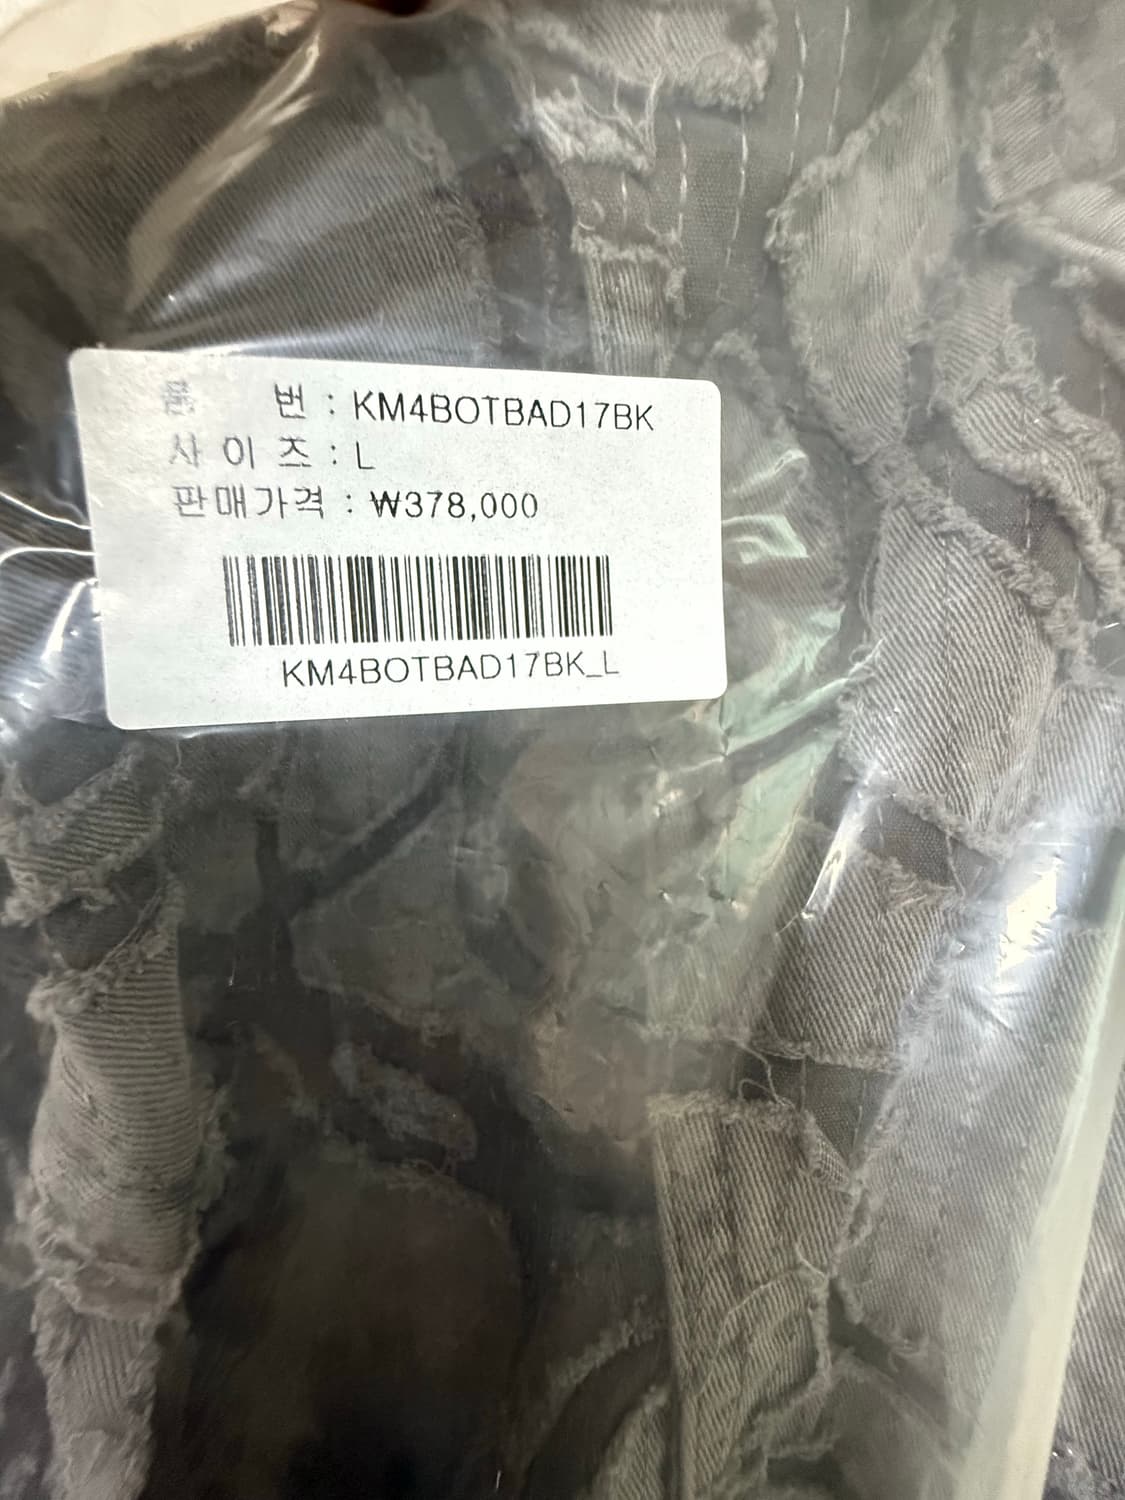 품 번 : KM4BOTBAD17BK
사 이 즈 : L
판매가격 : ₩378,000
KM4BOTBAD17BK_L